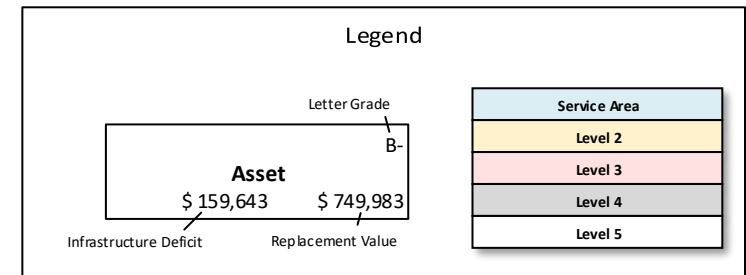 Legend
Letter Grade
B-
Asset
$ 159,643 $ 749,983
Infrastructure Deficit Replacement Value
Service Area
Level 2
Level 3
Level 4
Level 5